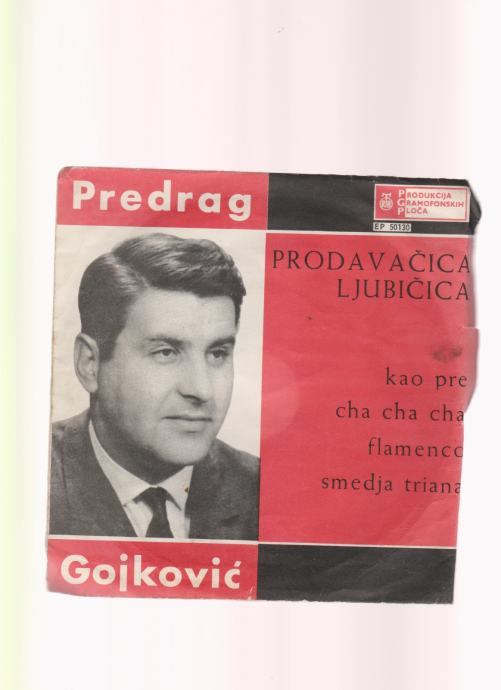 Predrag
PRODUKCIJA
GRAMOFONSKIH
PLOČA
EP 50130
PRODAVAČICA
LJUBIČICA
kao pre
cha cha cha
flamenco
smedja triana
Gojković